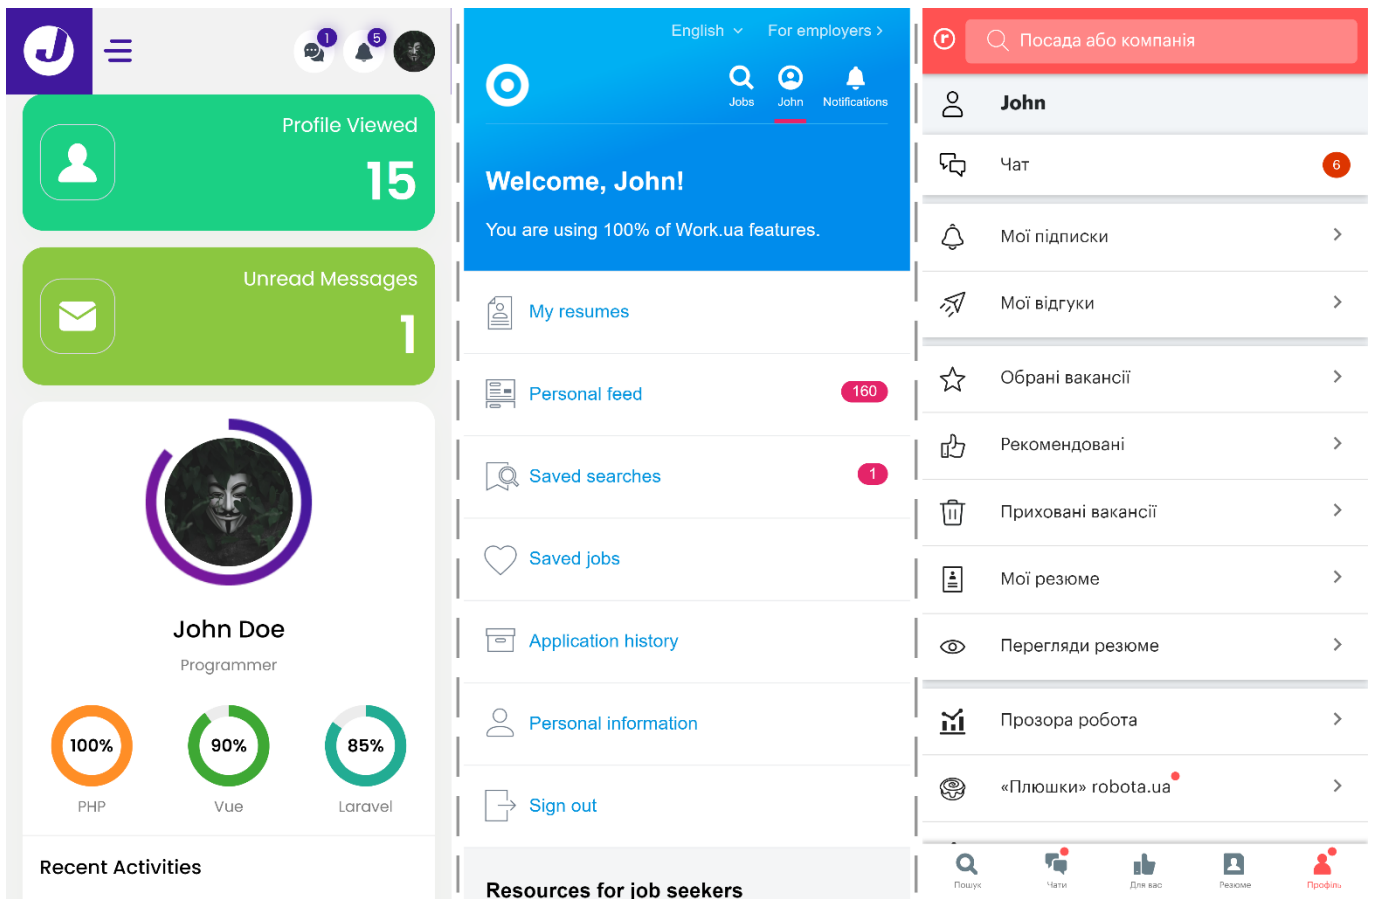 J
1
5
Profile Viewed
15
Unread Messages
1
John Doe
Programmer
100%
90%
85%
PHP
Vue
Laravel
Recent Activities
English
For employers
Jobs
John
Notifications
Welcome, John!
You are using 100% of Work.ua features.
My resumes
Personal feed
160
Saved searches
1
Saved jobs
Application history
Personal information
Sign out
Resources for job seekers
r
Посада або компанія
John
Чат
6
Мої підписки
Мої відгуки
Обрані вакансії
Рекомендовані
Приховані вакансії
Мої резюме
Перегляди резюме
Прозора робота
«Плюшки» robota.ua
Пошук
Чати
Для вас
Резюме
Профіль